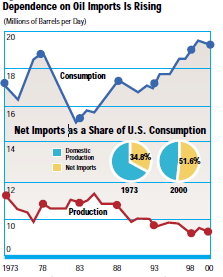 Dependence on Oil Imports Is Rising
(Millions of Barrels per Day)
20
Consumption
18
16
Net Imports as a Share of U.S. Consumption
14
Domestic
Production
Net Imports
34.8%
51.6%
1973
2000
12
Production
10
0
1973 78 83 88 93 98 00